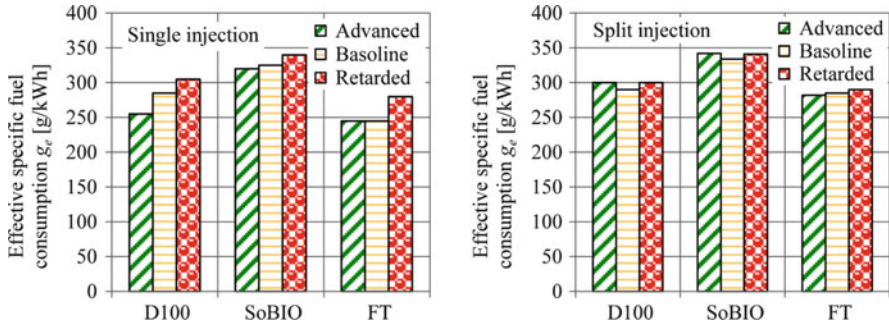 Effective specific fuel
consumption ge [g/kWh]
400
350
300
250
200
150
100
50
0
Single injection
Advanced
Basoline
Retarded
D100 SoBIO FT
Effective specific fuel
consumption ge [g/kWh]
400
350
300
250
200
150
100
50
0
Split injection
Advanced
Basoline
Retarded
D100 SoBIO FT